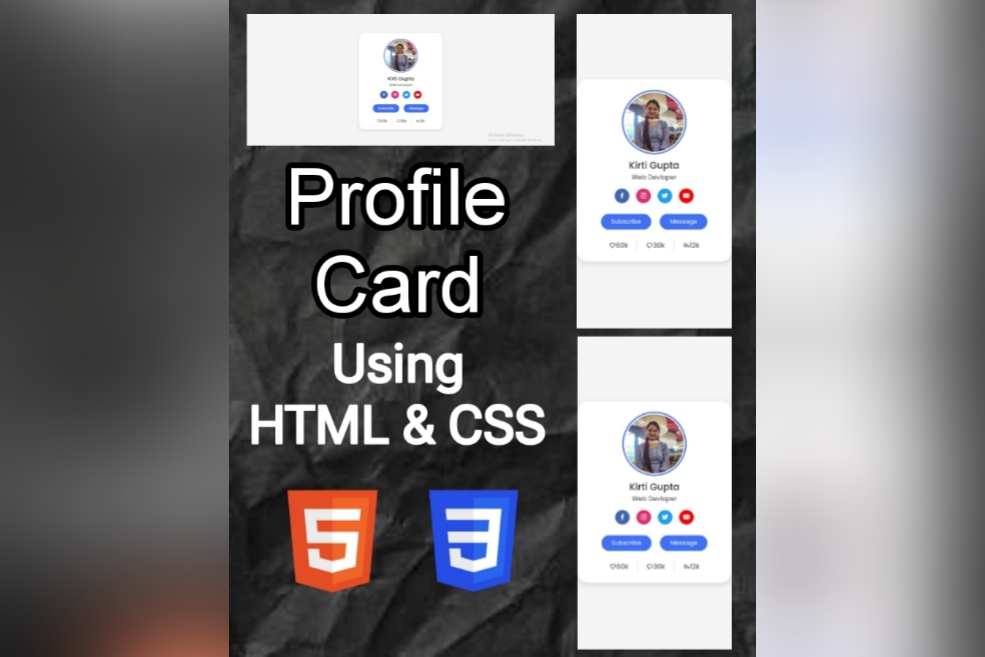 Kirti Gupta
Web Devloper
Subscribe Message
60k 30k 12k
Activate Windows
Profile
Card
Using
HTML & CSS
5 3
Kirti Gupta
Web Devloper
Subscribe Message
60k 30k 12k
Kirti Gupta
Web Devloper
Subscribe Message
60k 30k 12k